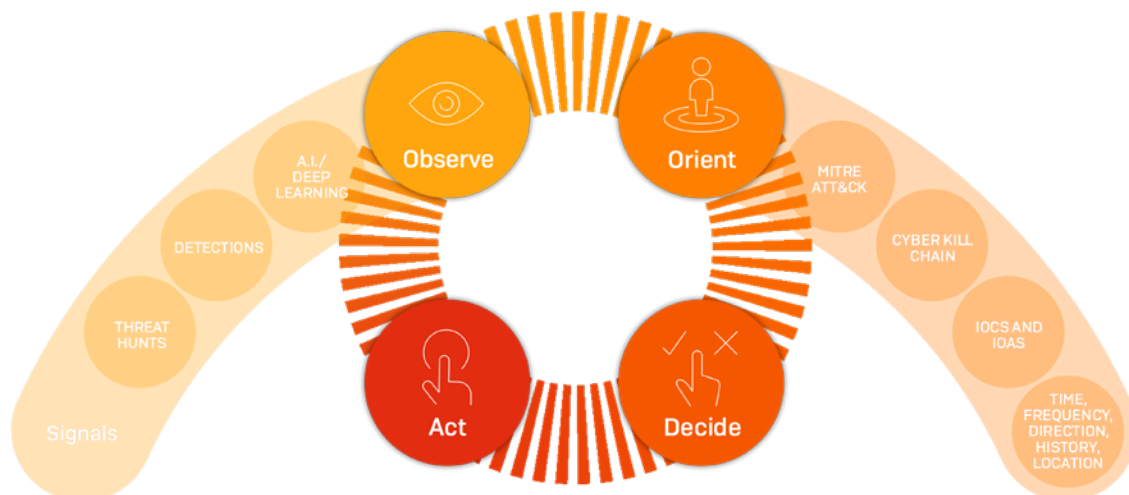 Observe
Orient
Act
Decide
A.I./
DEEP
LEARNING
DETECTIONS
THREAT
HUNTS
Signals
MITRE
ATT&CK
CYBER KILL
CHAIN
IOCS AND
IOAS
TIME,
FREQUENCY,
DIRECTION,
HISTORY,
LOCATION